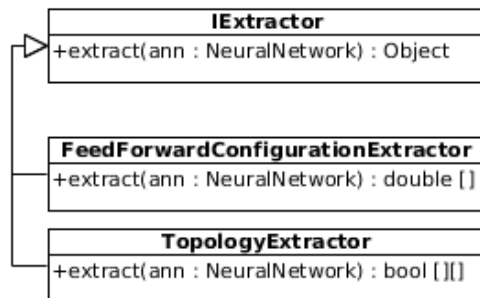 IExtractor
+extract(ann : NeuralNetwork) : Object
FeedForwardConfigurationExtractor
+extract(ann : NeuralNetwork) : double []
TopologyExtractor
+extract(ann : NeuralNetwork) : bool [][]